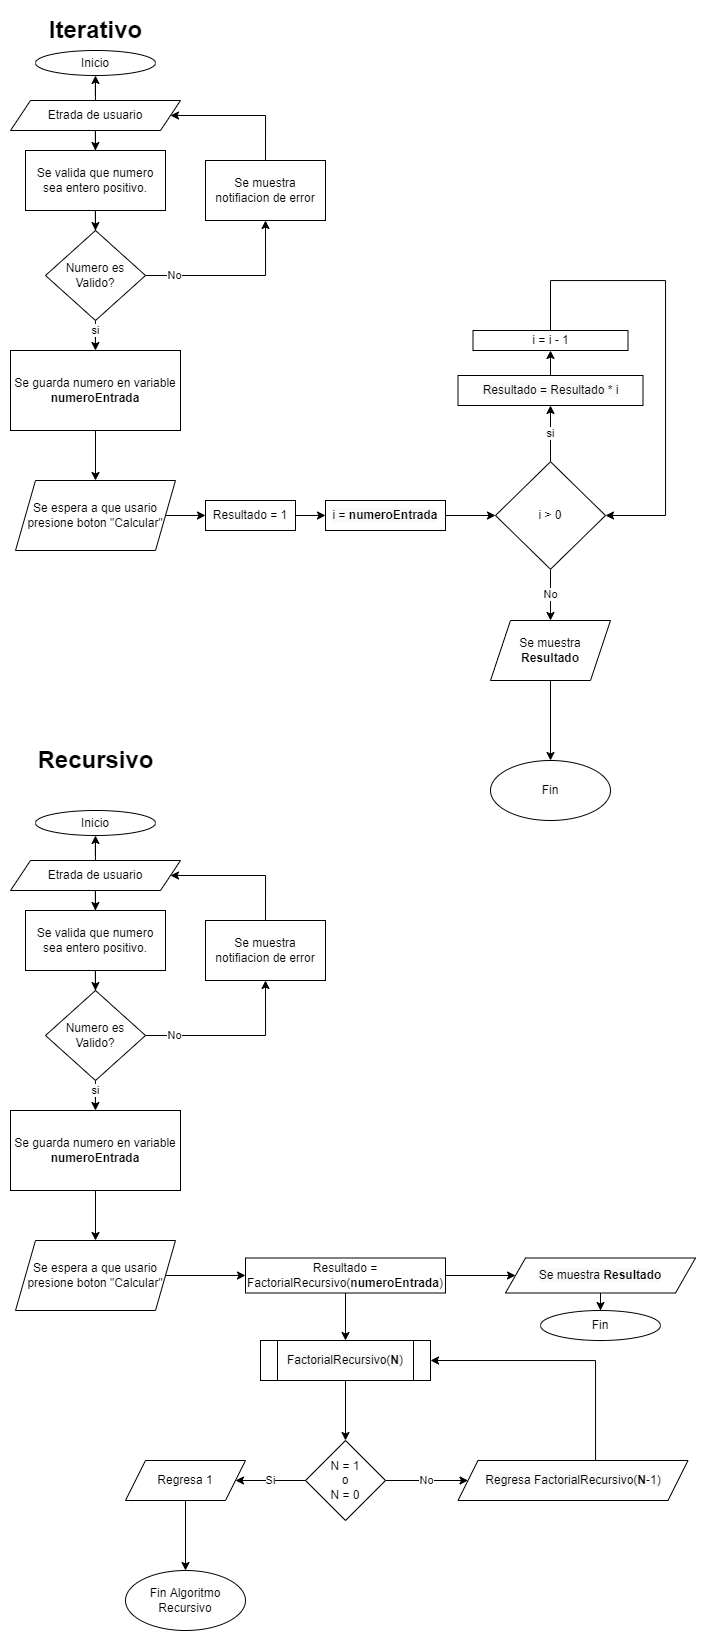 Iterativo
Inicio
Etrada de usuario
Se valida que numero
sea entero positivo.
Se muestra
notifiacion de error
Numero es
Valido?
No
si
Se guarda numero en variable
numeroEntrada
i = i - 1
Resultado = Resultado * i
si
Se espera a que usario
presione boton "Calcular"
Resultado = 1
i = numeroEntrada
i > 0
No
Se muestra
Resultado
Fin
Recursivo
Inicio
Etrada de usuario
Se valida que numero
sea entero positivo.
Se muestra
notifiacion de error
Numero es
Valido?
No
si
Se guarda numero en variable
numeroEntrada
Se espera a que usario
presione boton "Calcular"
Resultado =
FactorialRecursivo(numeroEntrada)
Se muestra Resultado
Fin
FactorialRecursivo(N)
N = 1
o
N = 0
Si
No
Regresa 1
Regresa FactorialRecursivo(N-1)
Fin Algoritmo
Recursivo